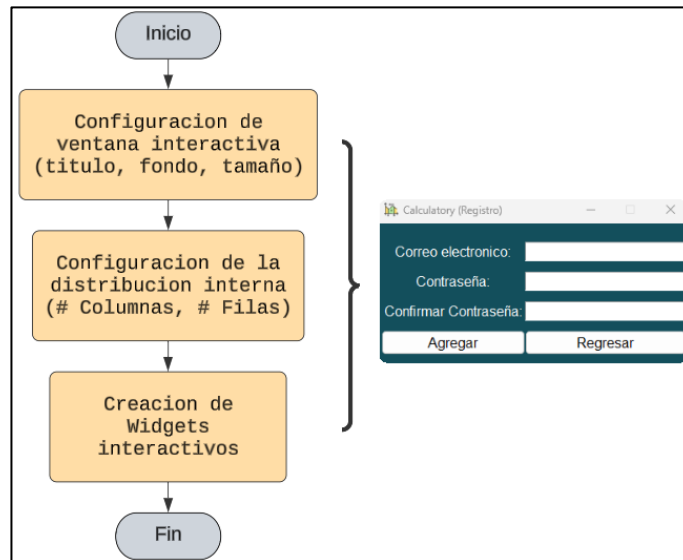 Inicio
Configuracion de
ventana interactiva
(titulo, fondo, tamaño)
Configuracion de la
distribucion interna
(# Columnas, # Filas)
Creacion de
Widgets
interactivos
Fin
Calculatory (Registro)
Correo electronico:
Contraseña:
Confirmar Contraseña:
Agregar Regresar